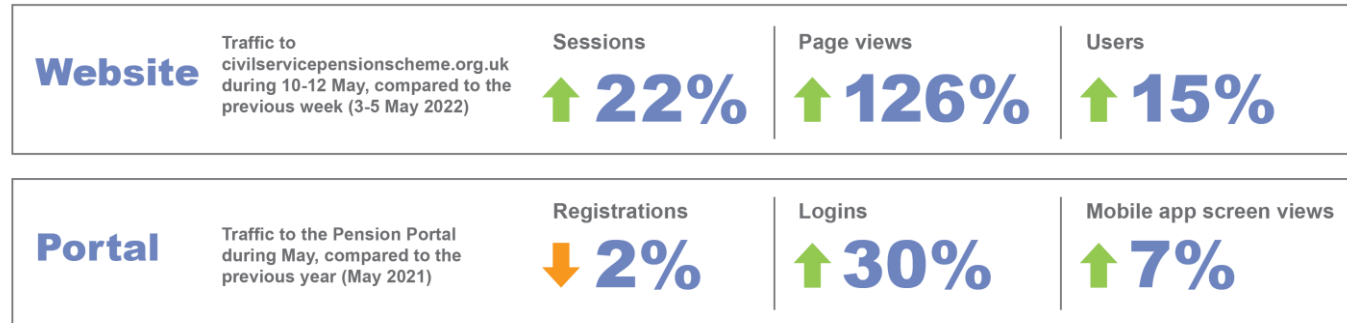 Website
Traffic to
civilservicepensionscheme.org.uk
during 10-12 May, compared to the
previous week (3-5 May 2022)
Sessions
22%
Page views
126%
Users
15%
Portal
Traffic to the Pension Portal
during May, compared to the
previous year (May 2021)
Registrations
2%
Logins
30%
Mobile app screen views
7%